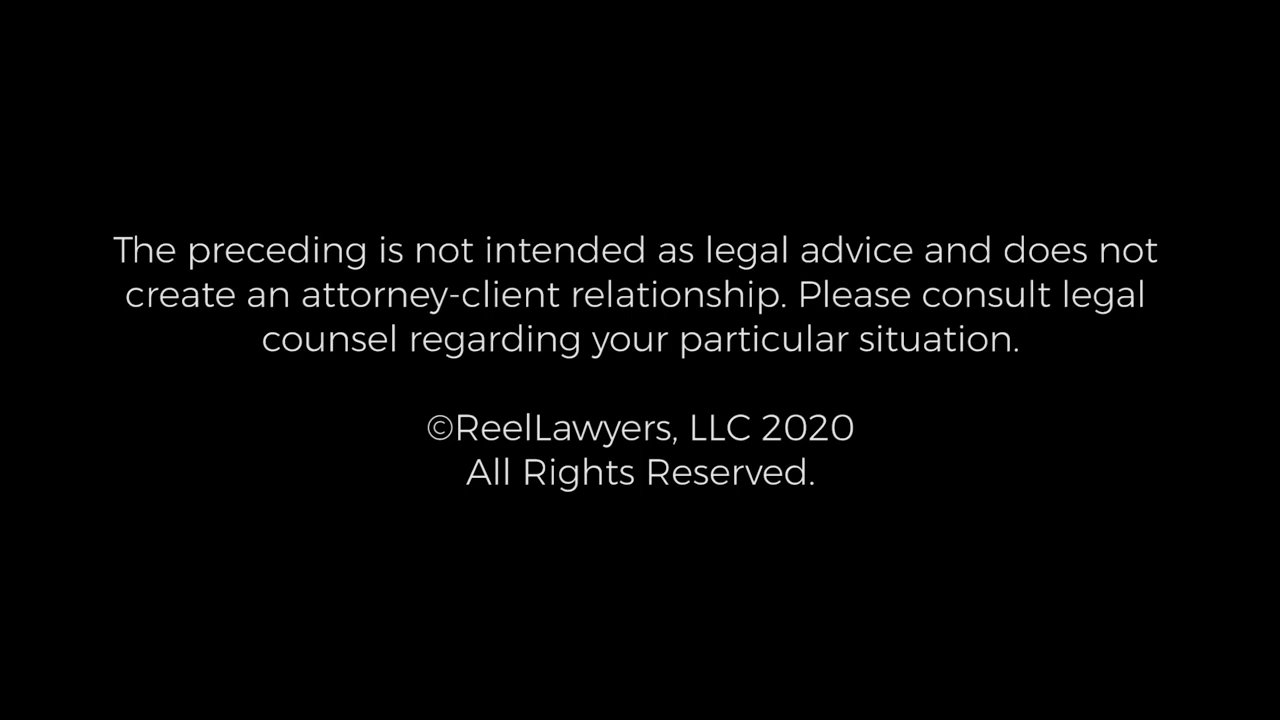 The preceding is not intended as legal advice and does not
create an attorney-client relationship. Please consult legal
counsel regarding your particular situation.
©ReelLawyers, LLC 2020
All Rights Reserved.